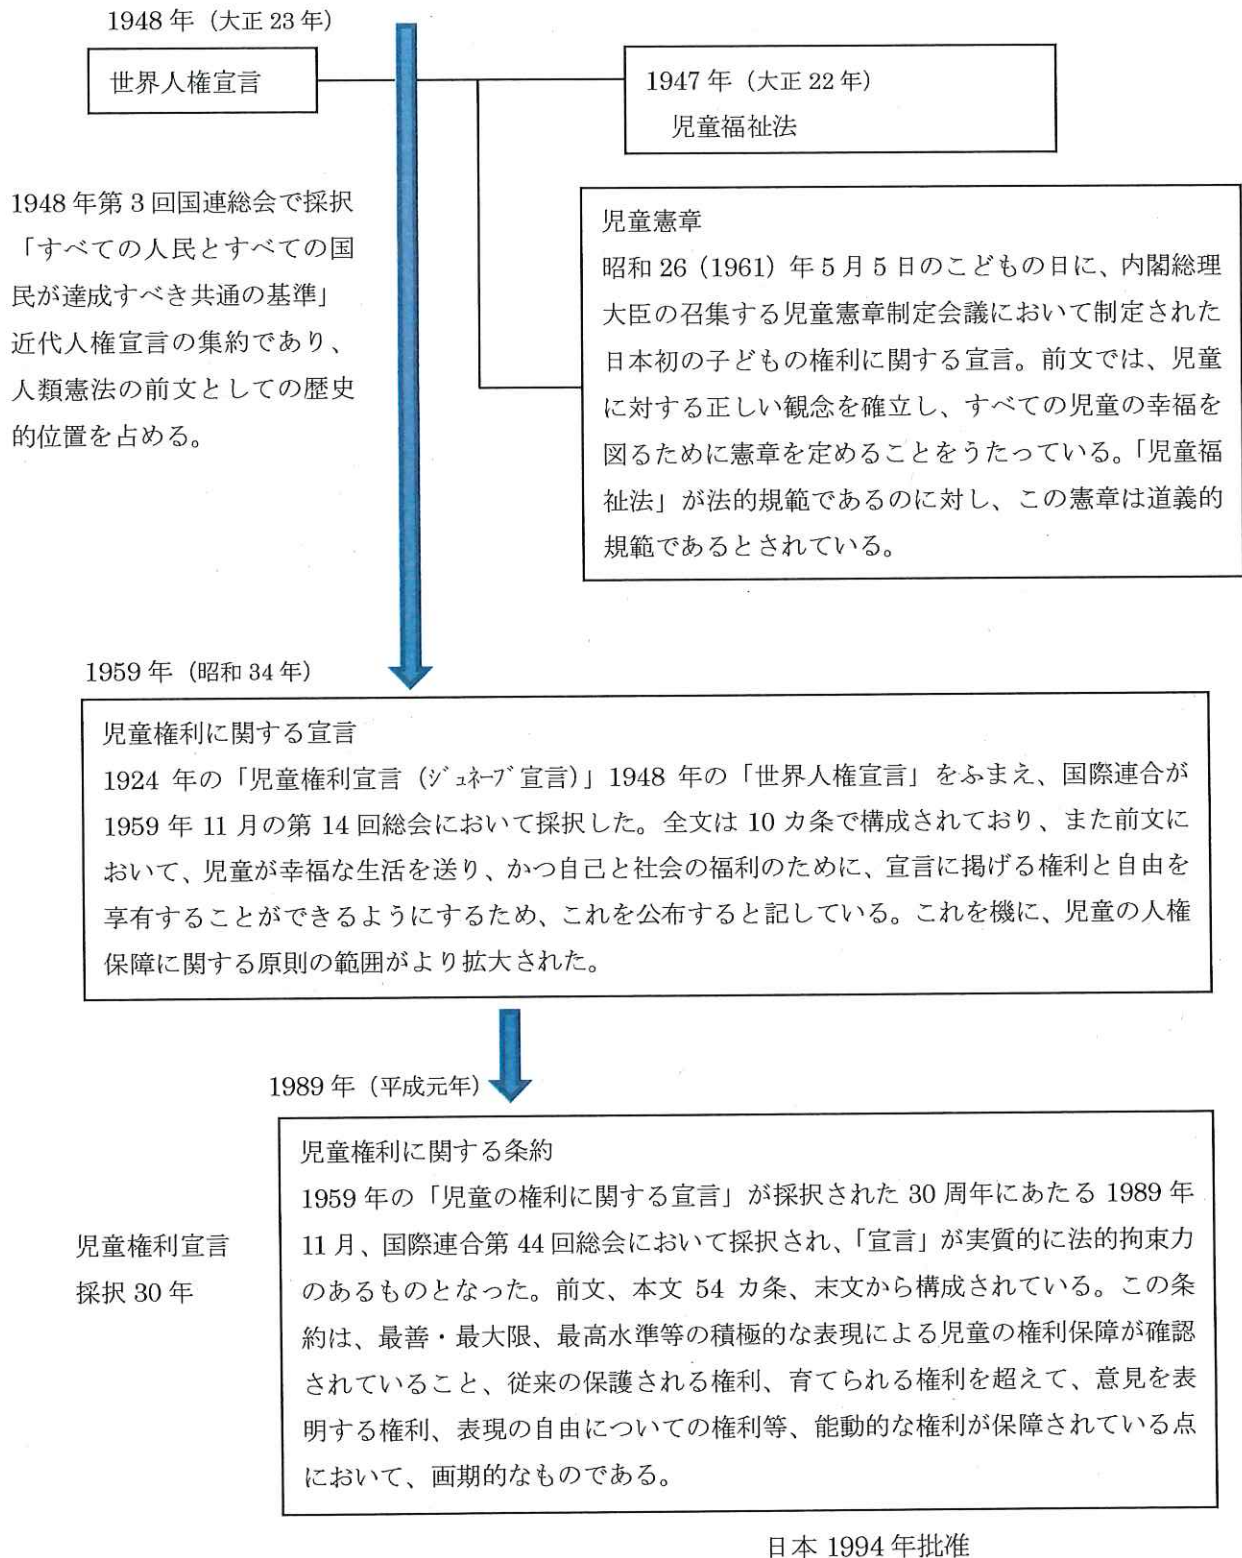 1948 年（大正 23 年）
世界人権宣言
1947 年（大正 22 年）
児童福祉法
1948 年第 3 回国連総会で採択
「すべての人民とすべての国
民が達成すべき共通の基準」
近代人権宣言の集約であり、
人類憲法の前文としての歴史
的位置を占める。
児童憲章
昭和 26（1961）年 5 月 5 日のこどもの日に、内閣総理
大臣の召集する児童憲章制定会議において制定された
日本初の子どもの権利に関する宣言。前文では、児童
に対する正しい観念を確立し、すべての児童の幸福を
図るために憲章を定めることをうたっている。「児童福
祉法」が法的規範であるのに対し、この憲章は道義的
規範であるとされている。
1959 年（昭和 34 年）
児童権利に関する宣言
1924 年の「児童権利宣言（ｼﾞｭﾈｰﾌﾞ宣言）」1948 年の「世界人権宣言」をふまえ、国際連合が
1959 年 11 月の第 14 回総会において採択した。全文は 10 カ条で構成されており、また前文に
おいて、児童が幸福な生活を送り、かつ自己と社会の福利のために、宣言に掲げる権利と自由を
享有することができるようにするため、これを公布すると記している。これを機に、児童の人権
保障に関する原則の範囲がより拡大された。
1989 年（平成元年）
児童権利に関する条約
1959 年の「児童の権利に関する宣言」が採択された 30 周年にあたる 1989 年
11 月、国際連合第 44 回総会において採択され、「宣言」が実質的に法的拘束力
のあるものとなった。前文、本文 54 カ条、末文から構成されている。この条
約は、最善・最大限、最高水準等の積極的な表現による児童の権利保障が確認
されていること、従来の保護される権利、育てられる権利を超えて、意見を表
明する権利、表現の自由についての権利等、能動的な権利が保障されている点
において、画期的なものである。
児童権利宣言
採択 30 年
日本 1994 年批准